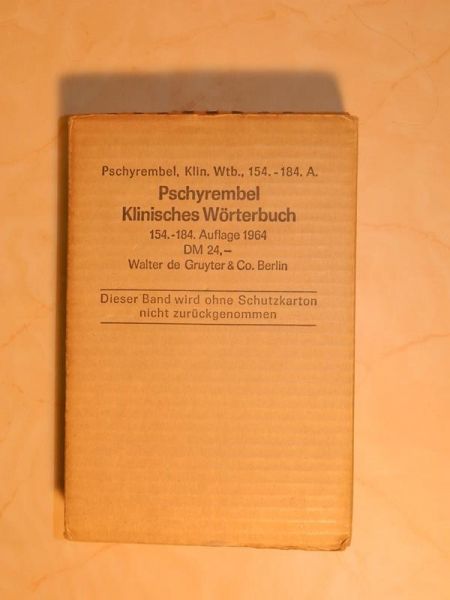 Pschyrembel, Klin. Wtb., 154.-184. A.
Pschyrembel
Klinisches Wörterbuch
154.-184. Auflage 1964
DM 24,–
Walter de Gruyter & Co. Berlin
Dieser Band wird ohne Schutzkarton
nicht zurückgenommen